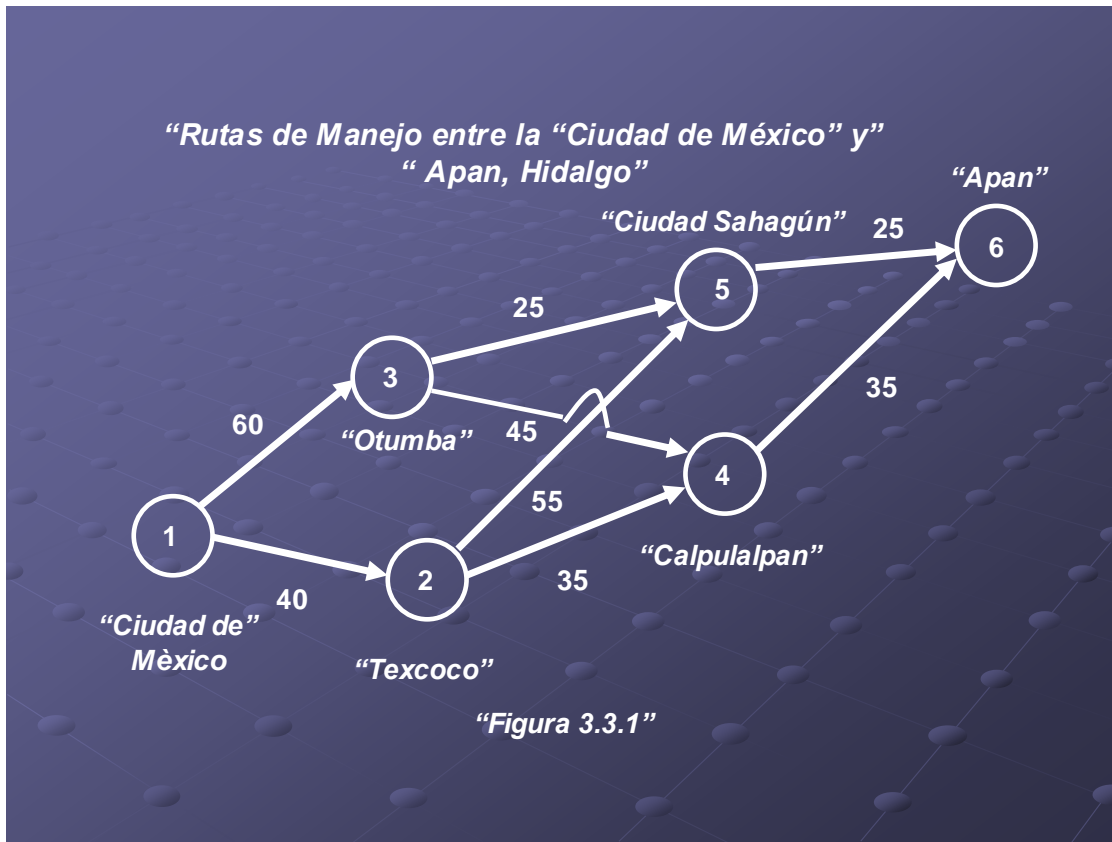 “Rutas de Manejo entre la “Ciudad de México” y”
“ Apan, Hidalgo”
“Apan”
“Ciudad Sahagún”
25
6
5
25
3
35
60
“Otumba”
45
4
55
1
“Calpulalpan”
2
35
40
“Ciudad de”
Mèxico
“Texcoco”
“Figura 3.3.1”